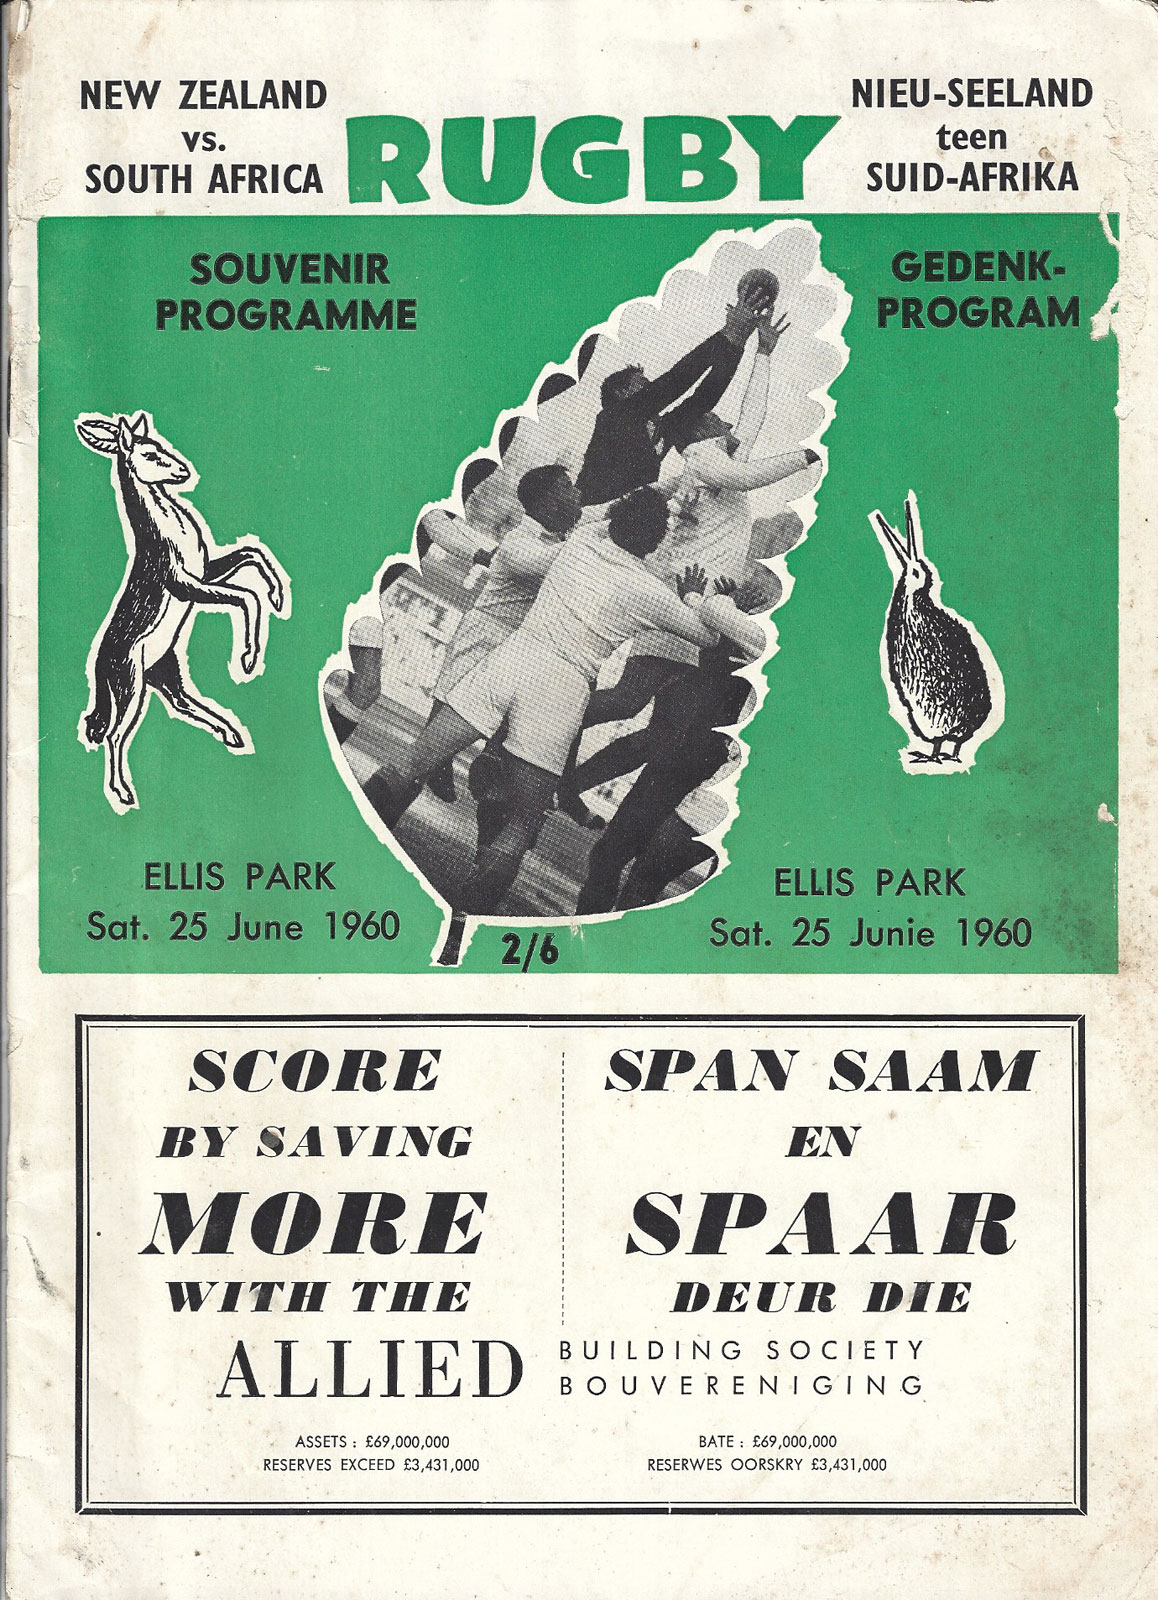 NEW ZEALAND
vs.
SOUTH AFRICA
RUGBY
NIEU-SEELAND
teen
SUID-AFRIKA
SOUVENIR
PROGRAMME
GEDENK-
PROGRAM
ELLIS PARK
Sat. 25 June 1960
2/6
ELLIS PARK
Sat. 25 Junie 1960
SCORE
BY SAVING
MORE
WITH THE
SPAN SAAM
EN
SPAAR
DEUR DIE
ALLIED
BUILDING SOCIETY
BOUVERENIGING
ASSETS : £69,000,000
RESERVES EXCEED £3,431,000
BATE : £69,000,000
RESERWES OORSKRY £3,431,000